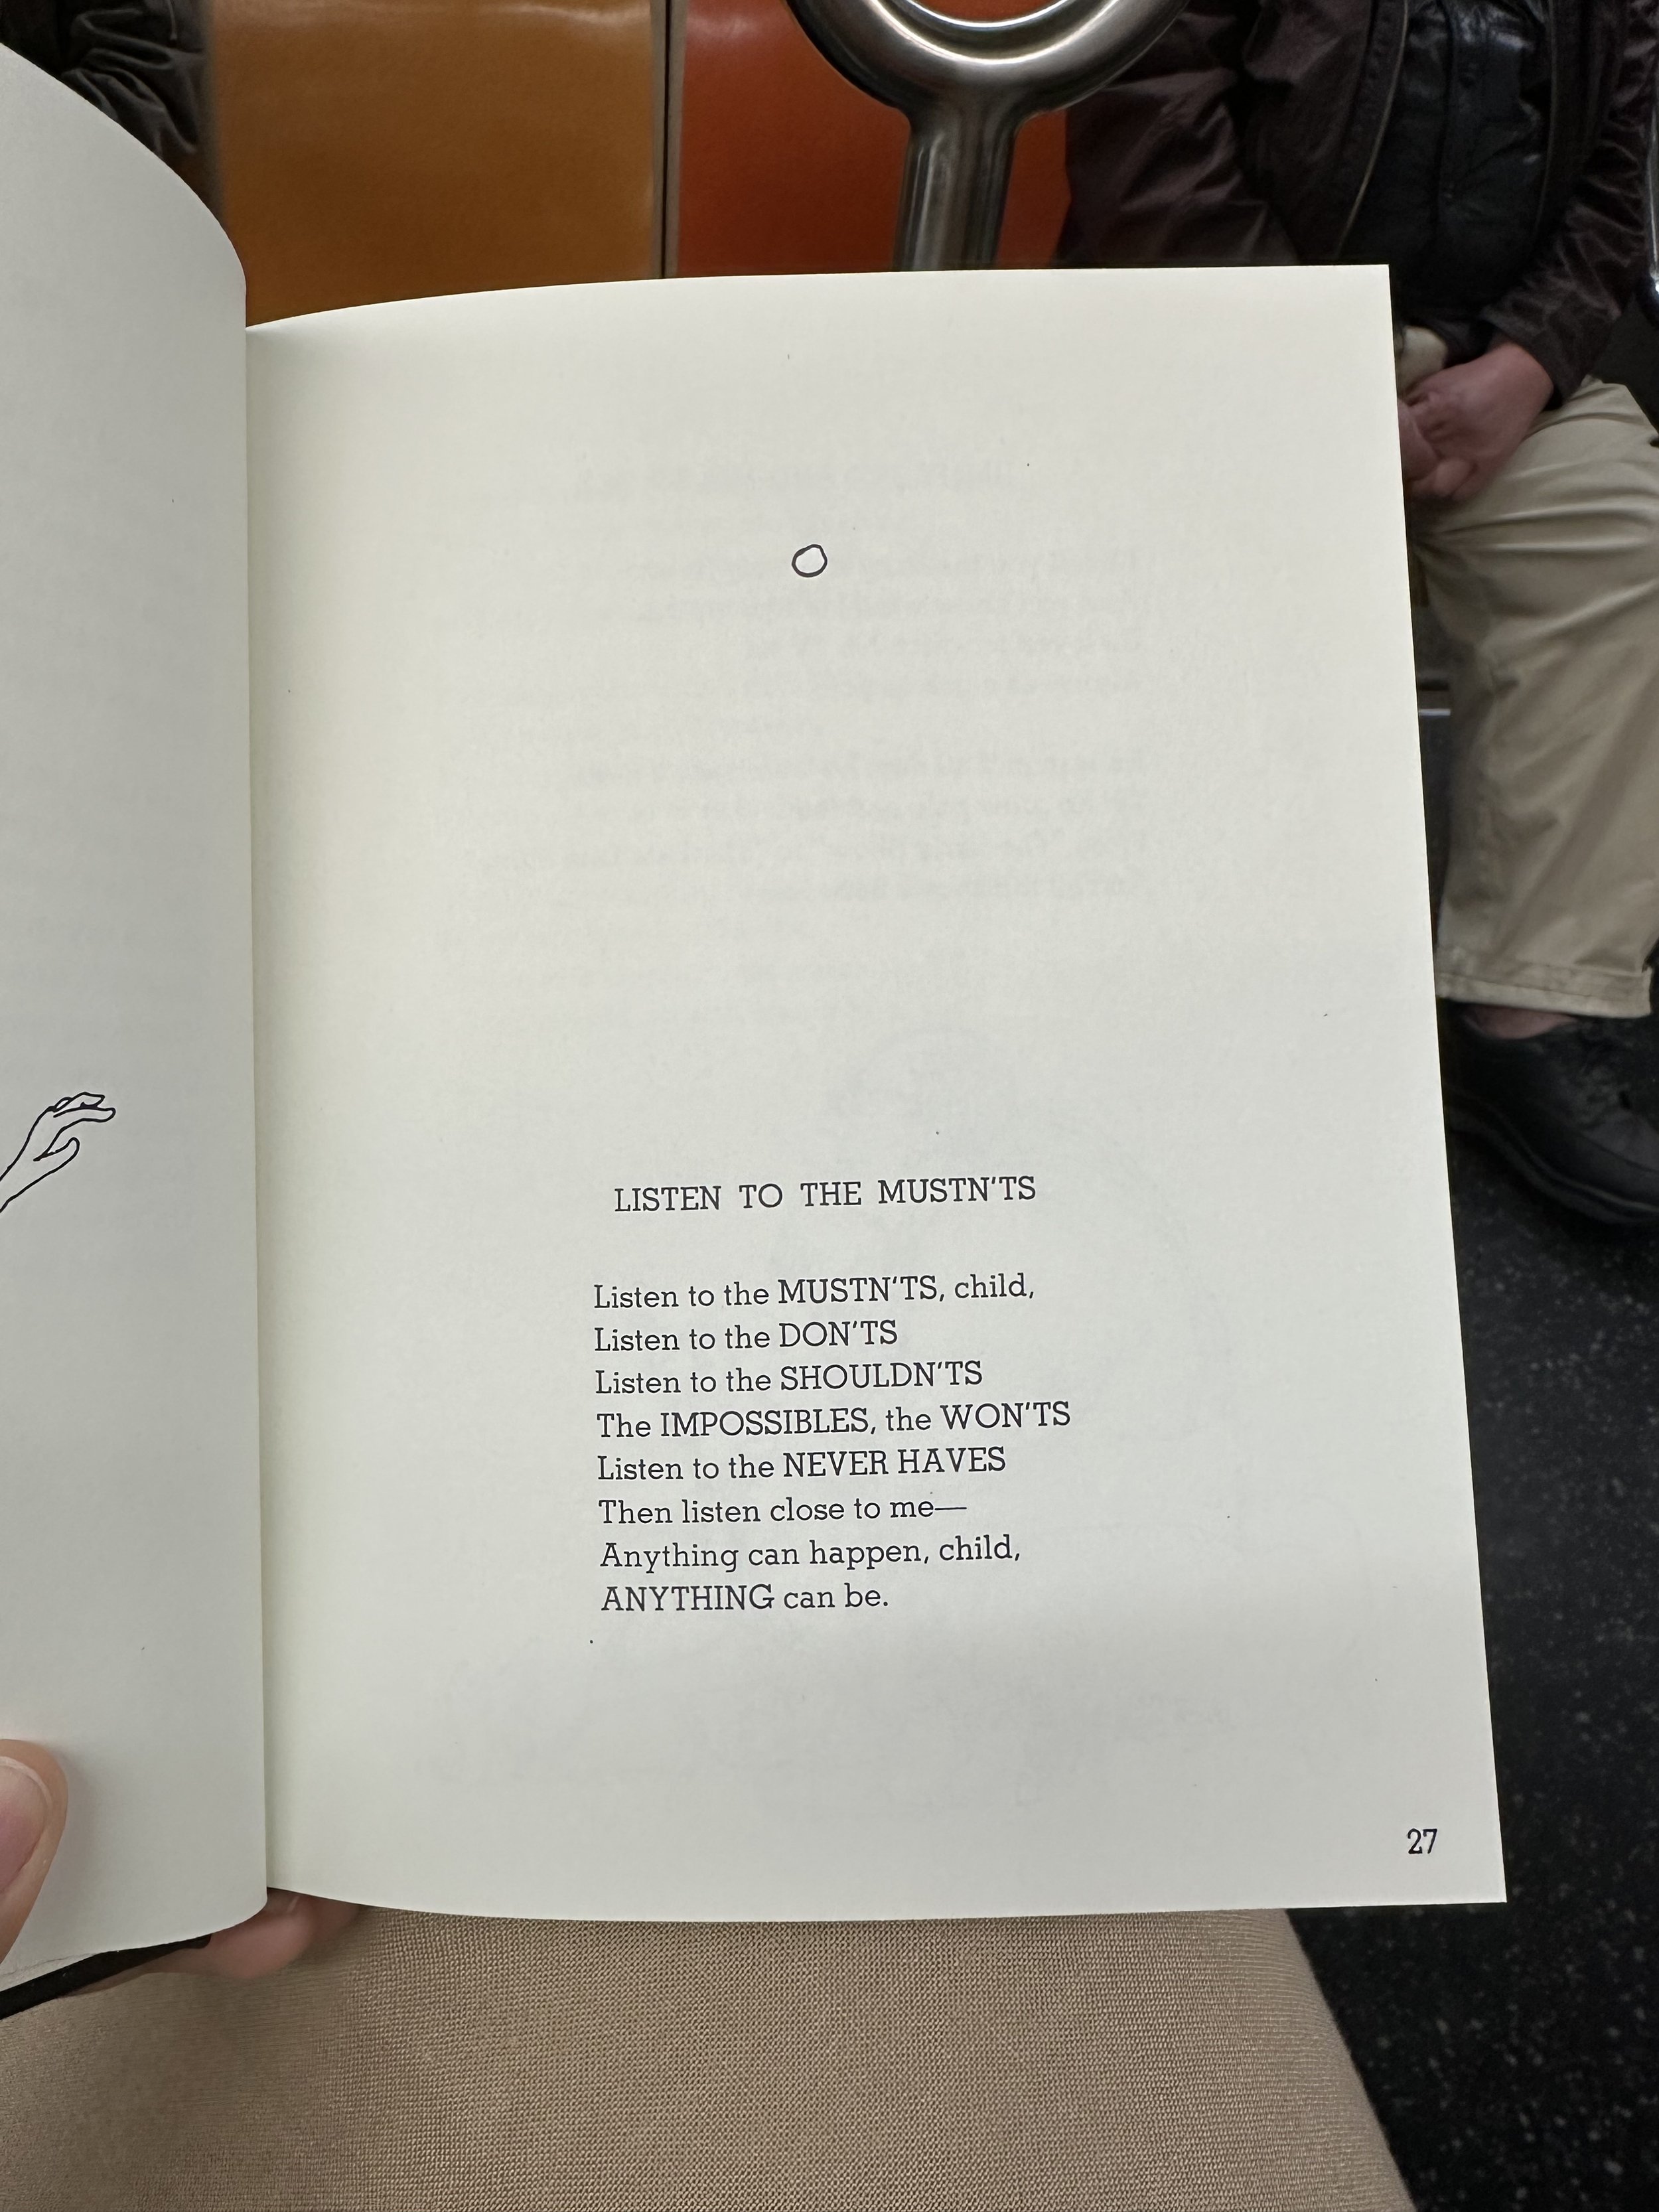 LISTEN TO THE MUSTN'TS
Listen to the MUSTN'TS, child,
Listen to the DON'TS
Listen to the SHOULDN'TS
The IMPOSSIBLES, the WON'TS
Listen to the NEVER HAVES
Then listen close to me—
Anything can happen, child,
ANYTHING can be.
27